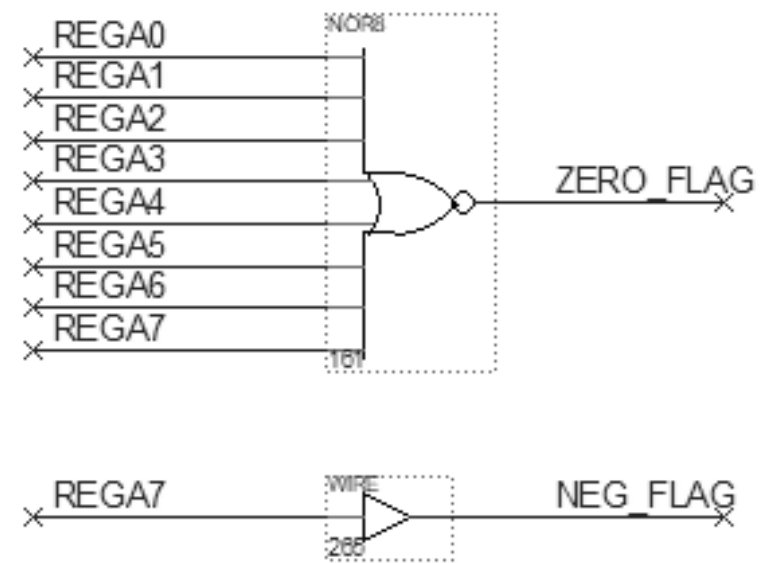 NOR8
REGA0
REGA1
REGA2
REGA3
REGA4
REGA5
REGA6
REGA7
161
ZERO_FLAG
WIRE
REGA7
265
NEG_FLAG